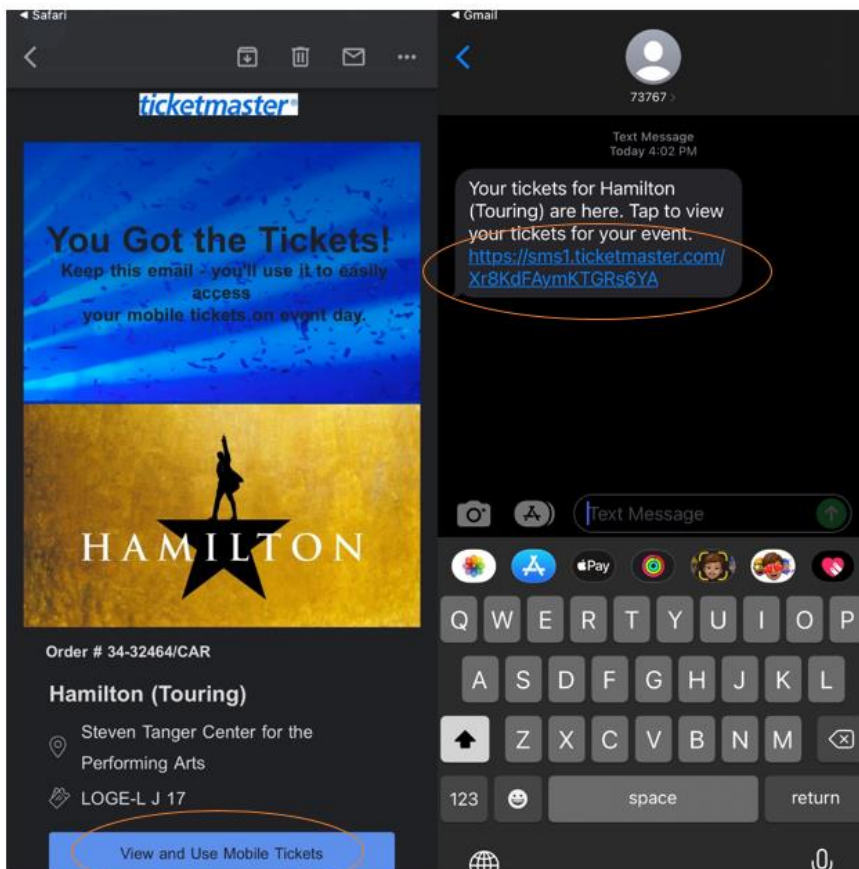 ◀ Safari
ticketmaster®
You Got the Tickets!
Keep this email - you'll use it to easily
access
your mobile tickets on event day.
HAMILTON
Order # 34-32464/CAR
Hamilton (Touring)
Steven Tanger Center for the
Performing Arts
LOGE-L J 17
View and Use Mobile Tickets
◀ Gmail
73767 >
Text Message
Today 4:02 PM
Your tickets for Hamilton
(Touring) are here. Tap to view
your tickets for your event.
https://sms1.ticketmaster.com/
Xr8KdFAymKTGRs6YA
Text Message
Pay
Q W E R T Y U I O P
A S D F G H J K L
Z X C V B N M
123 space return